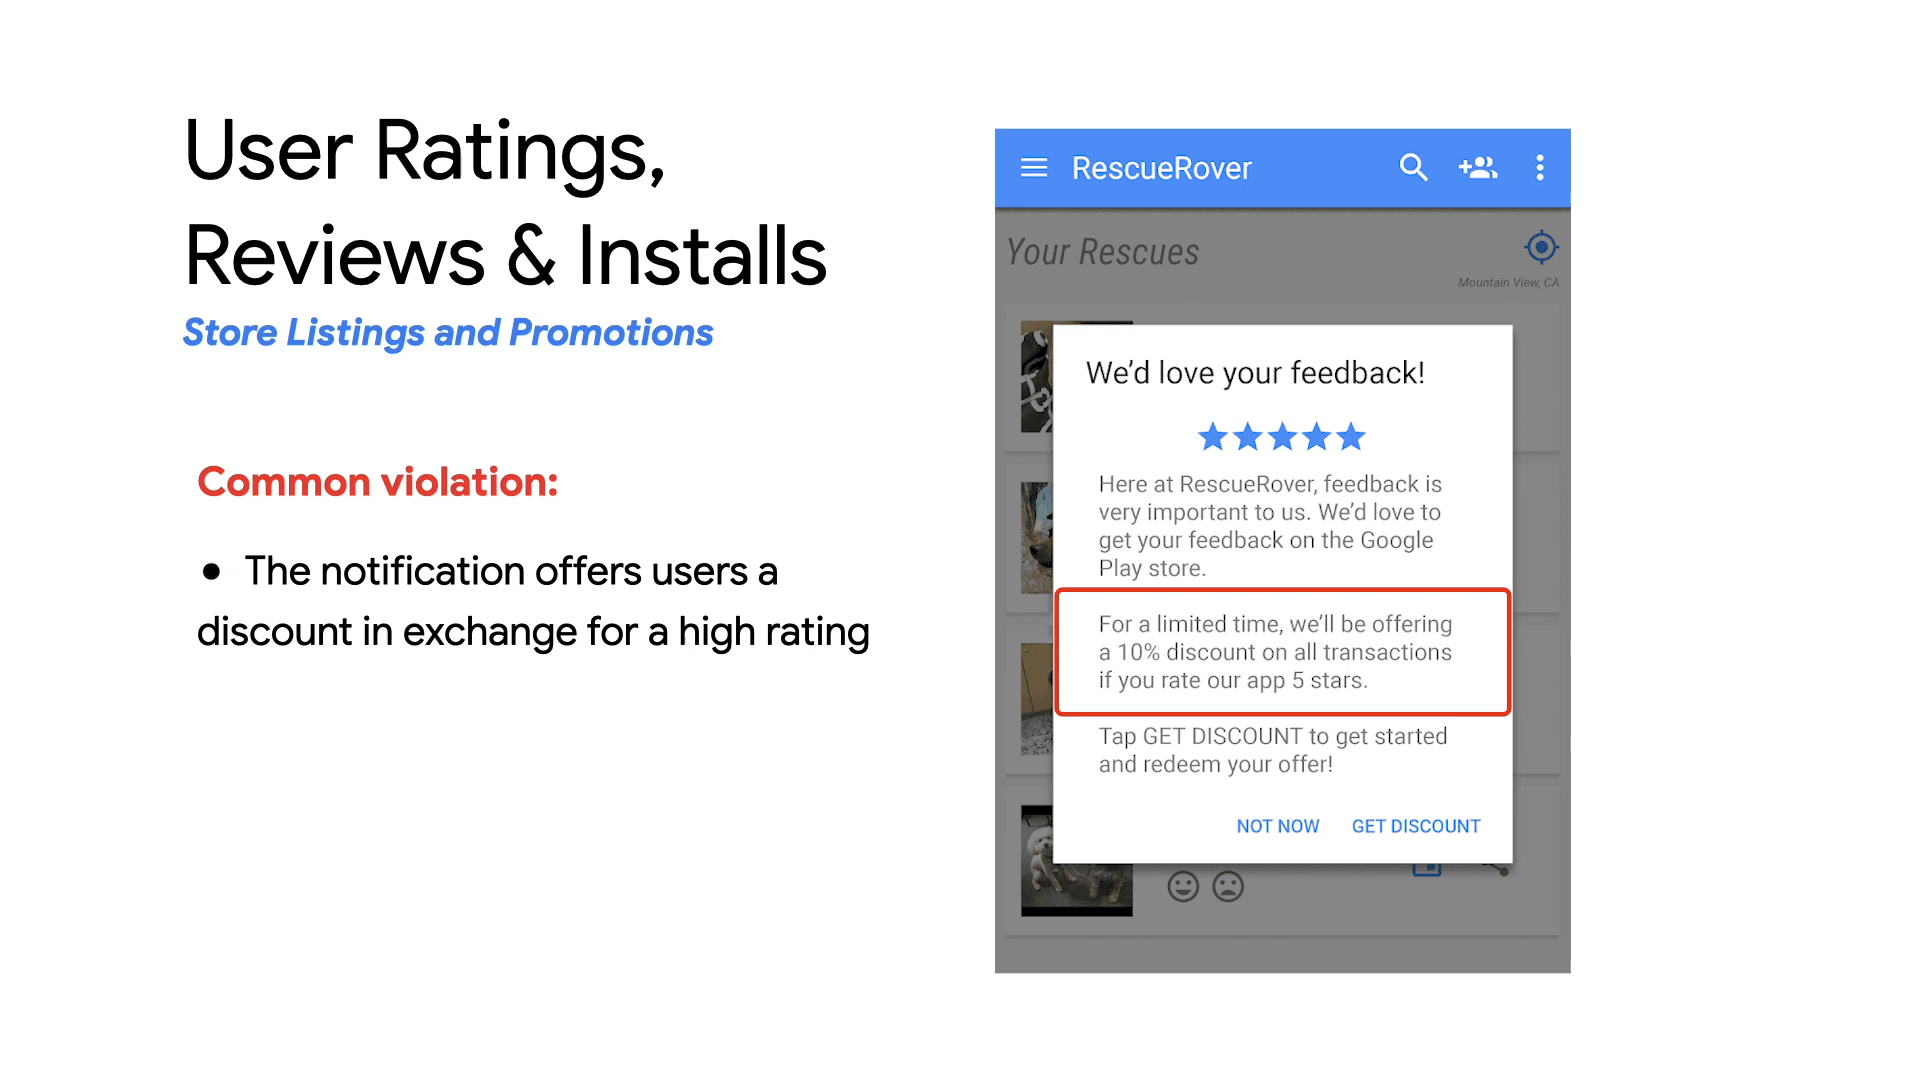 User Ratings,
Reviews & Installs
Store Listings and Promotions
Common violation:
● The notification offers users a
discount in exchange for a high rating
RescueRover
Your Rescues
Mountain View, CA
We’d love your feedback!
Here at RescueRover, feedback is
very important to us. We’d love to
get your feedback on the Google
Play store.
For a limited time, we’ll be offering
a 10% discount on all transactions
if you rate our app 5 stars.
Tap GET DISCOUNT to get started
and redeem your offer!
NOT NOW GET DISCOUNT